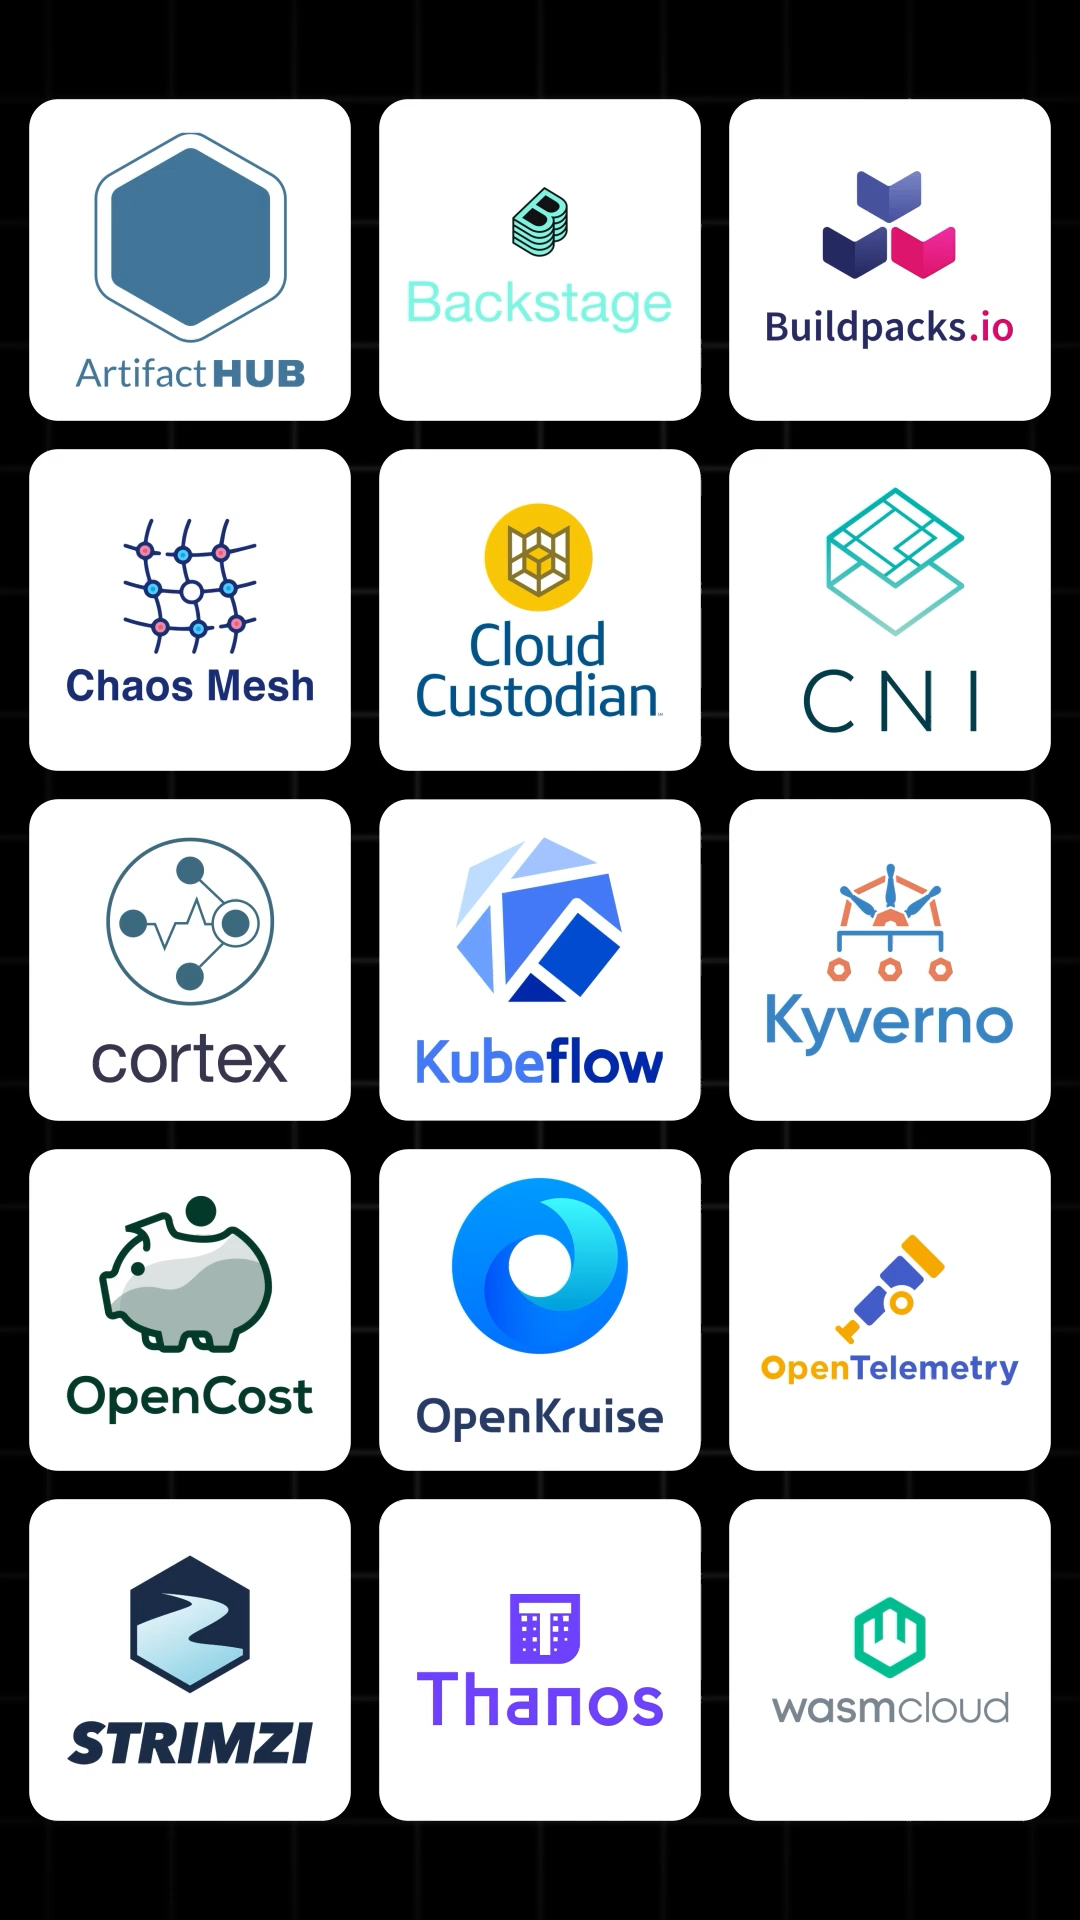 ArtifactHUB
Backstage
Buildpacks.io
Chaos Mesh
Cloud
Custodian
CNI
cortex
Kubeflow
Kyverno
OpenCost
OpenKruise
OpenTelemetry
STRIMZI
Thanos
wasmcloud